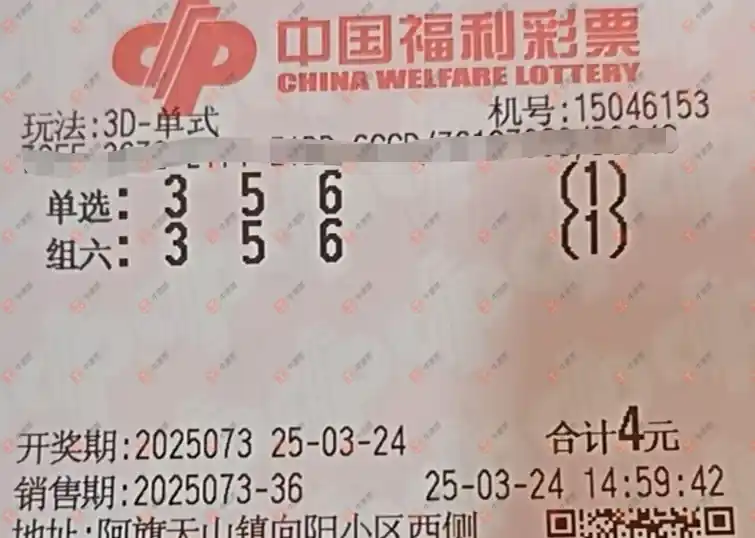 中国福利彩票
CHINA WELFARE LOTTERY
玩法:3D-单式 机号:15046153
单选: 3 5 6 (1)
组六: 3 5 6 (1)
开奖期:2025073 25-03-24 合计4元
销售期:2025073-36 25-03-24 14:59:42
地址:阿旗天山镇向阳小区西侧